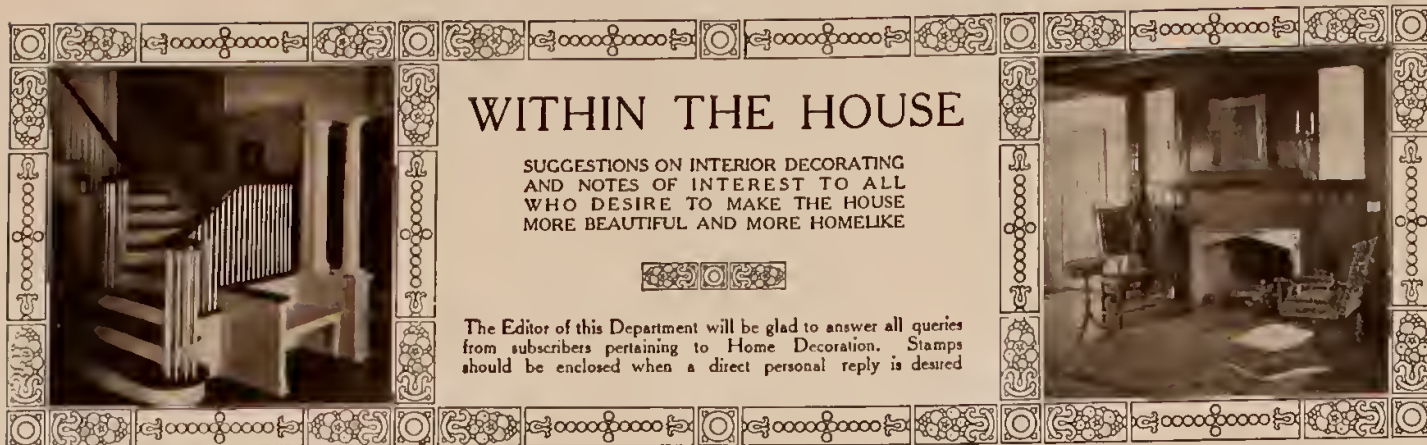 WITHIN THE HOUSE
SUGGESTIONS ON INTERIOR DECORATING
AND NOTES OF INTEREST TO ALL
WHO DESIRE TO MAKE THE HOUSE
MORE BEAUTIFUL AND MORE HOMELIKE
The Editor of this Department will be glad to answer all queries
from subscribers pertaining to Home Decoration. Stamps
should be enclosed when a direct personal reply is desired